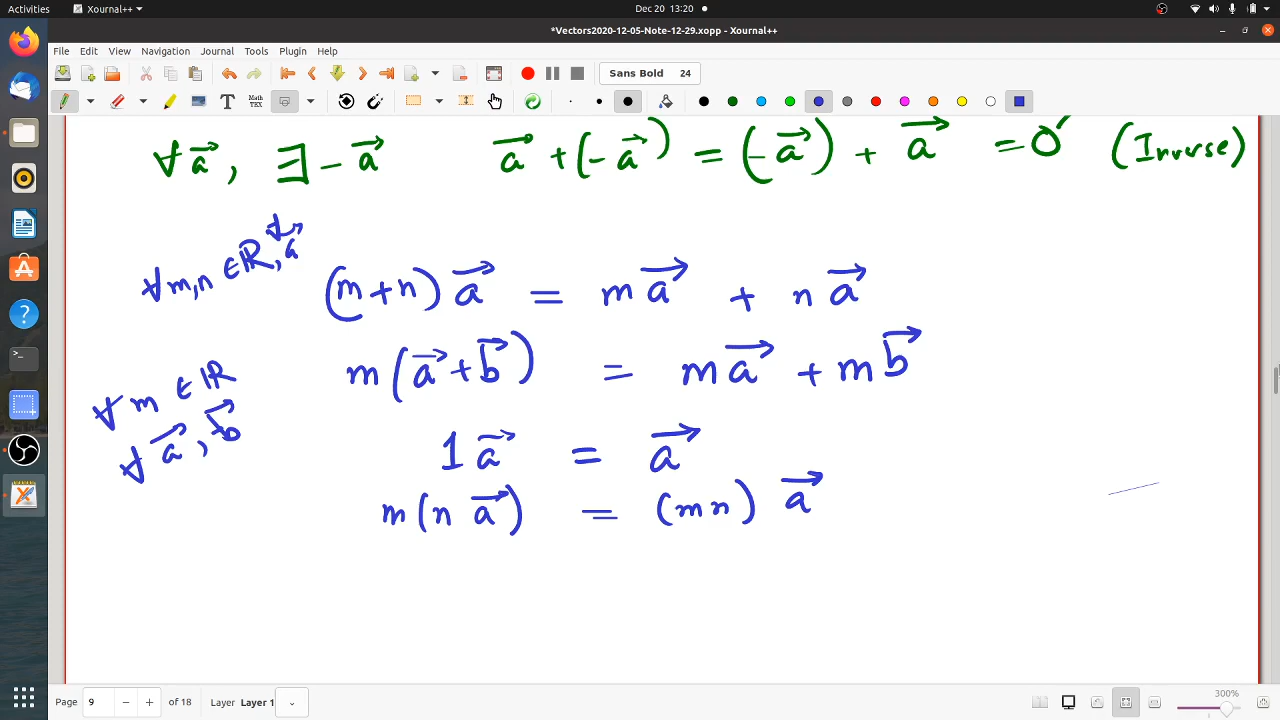 Activities Xournal++ Dec 20 13:20
*Vectors2020-12-05-Note-12-29.xopp - Xournal++
File Edit View Navigation Journal Tools Plugin Help
Sans Bold 24
∀ a⃗, ∃ − a⃗ a⃗ + (− a⃗) = (− a⃗) + a⃗ = 0⃗ (Inverse)
∀ m,n ∈ ℝ, ∀ a⃗ (m + n) a⃗ = m a⃗ + n a⃗
∀ m ∈ ℝ m(a⃗ + b⃗) = m a⃗ + m b⃗
∀ a⃗, b⃗ 1 a⃗ = a⃗
m(n a⃗) = (mn) a⃗
Page 9 of 18 Layer Layer 1 300%